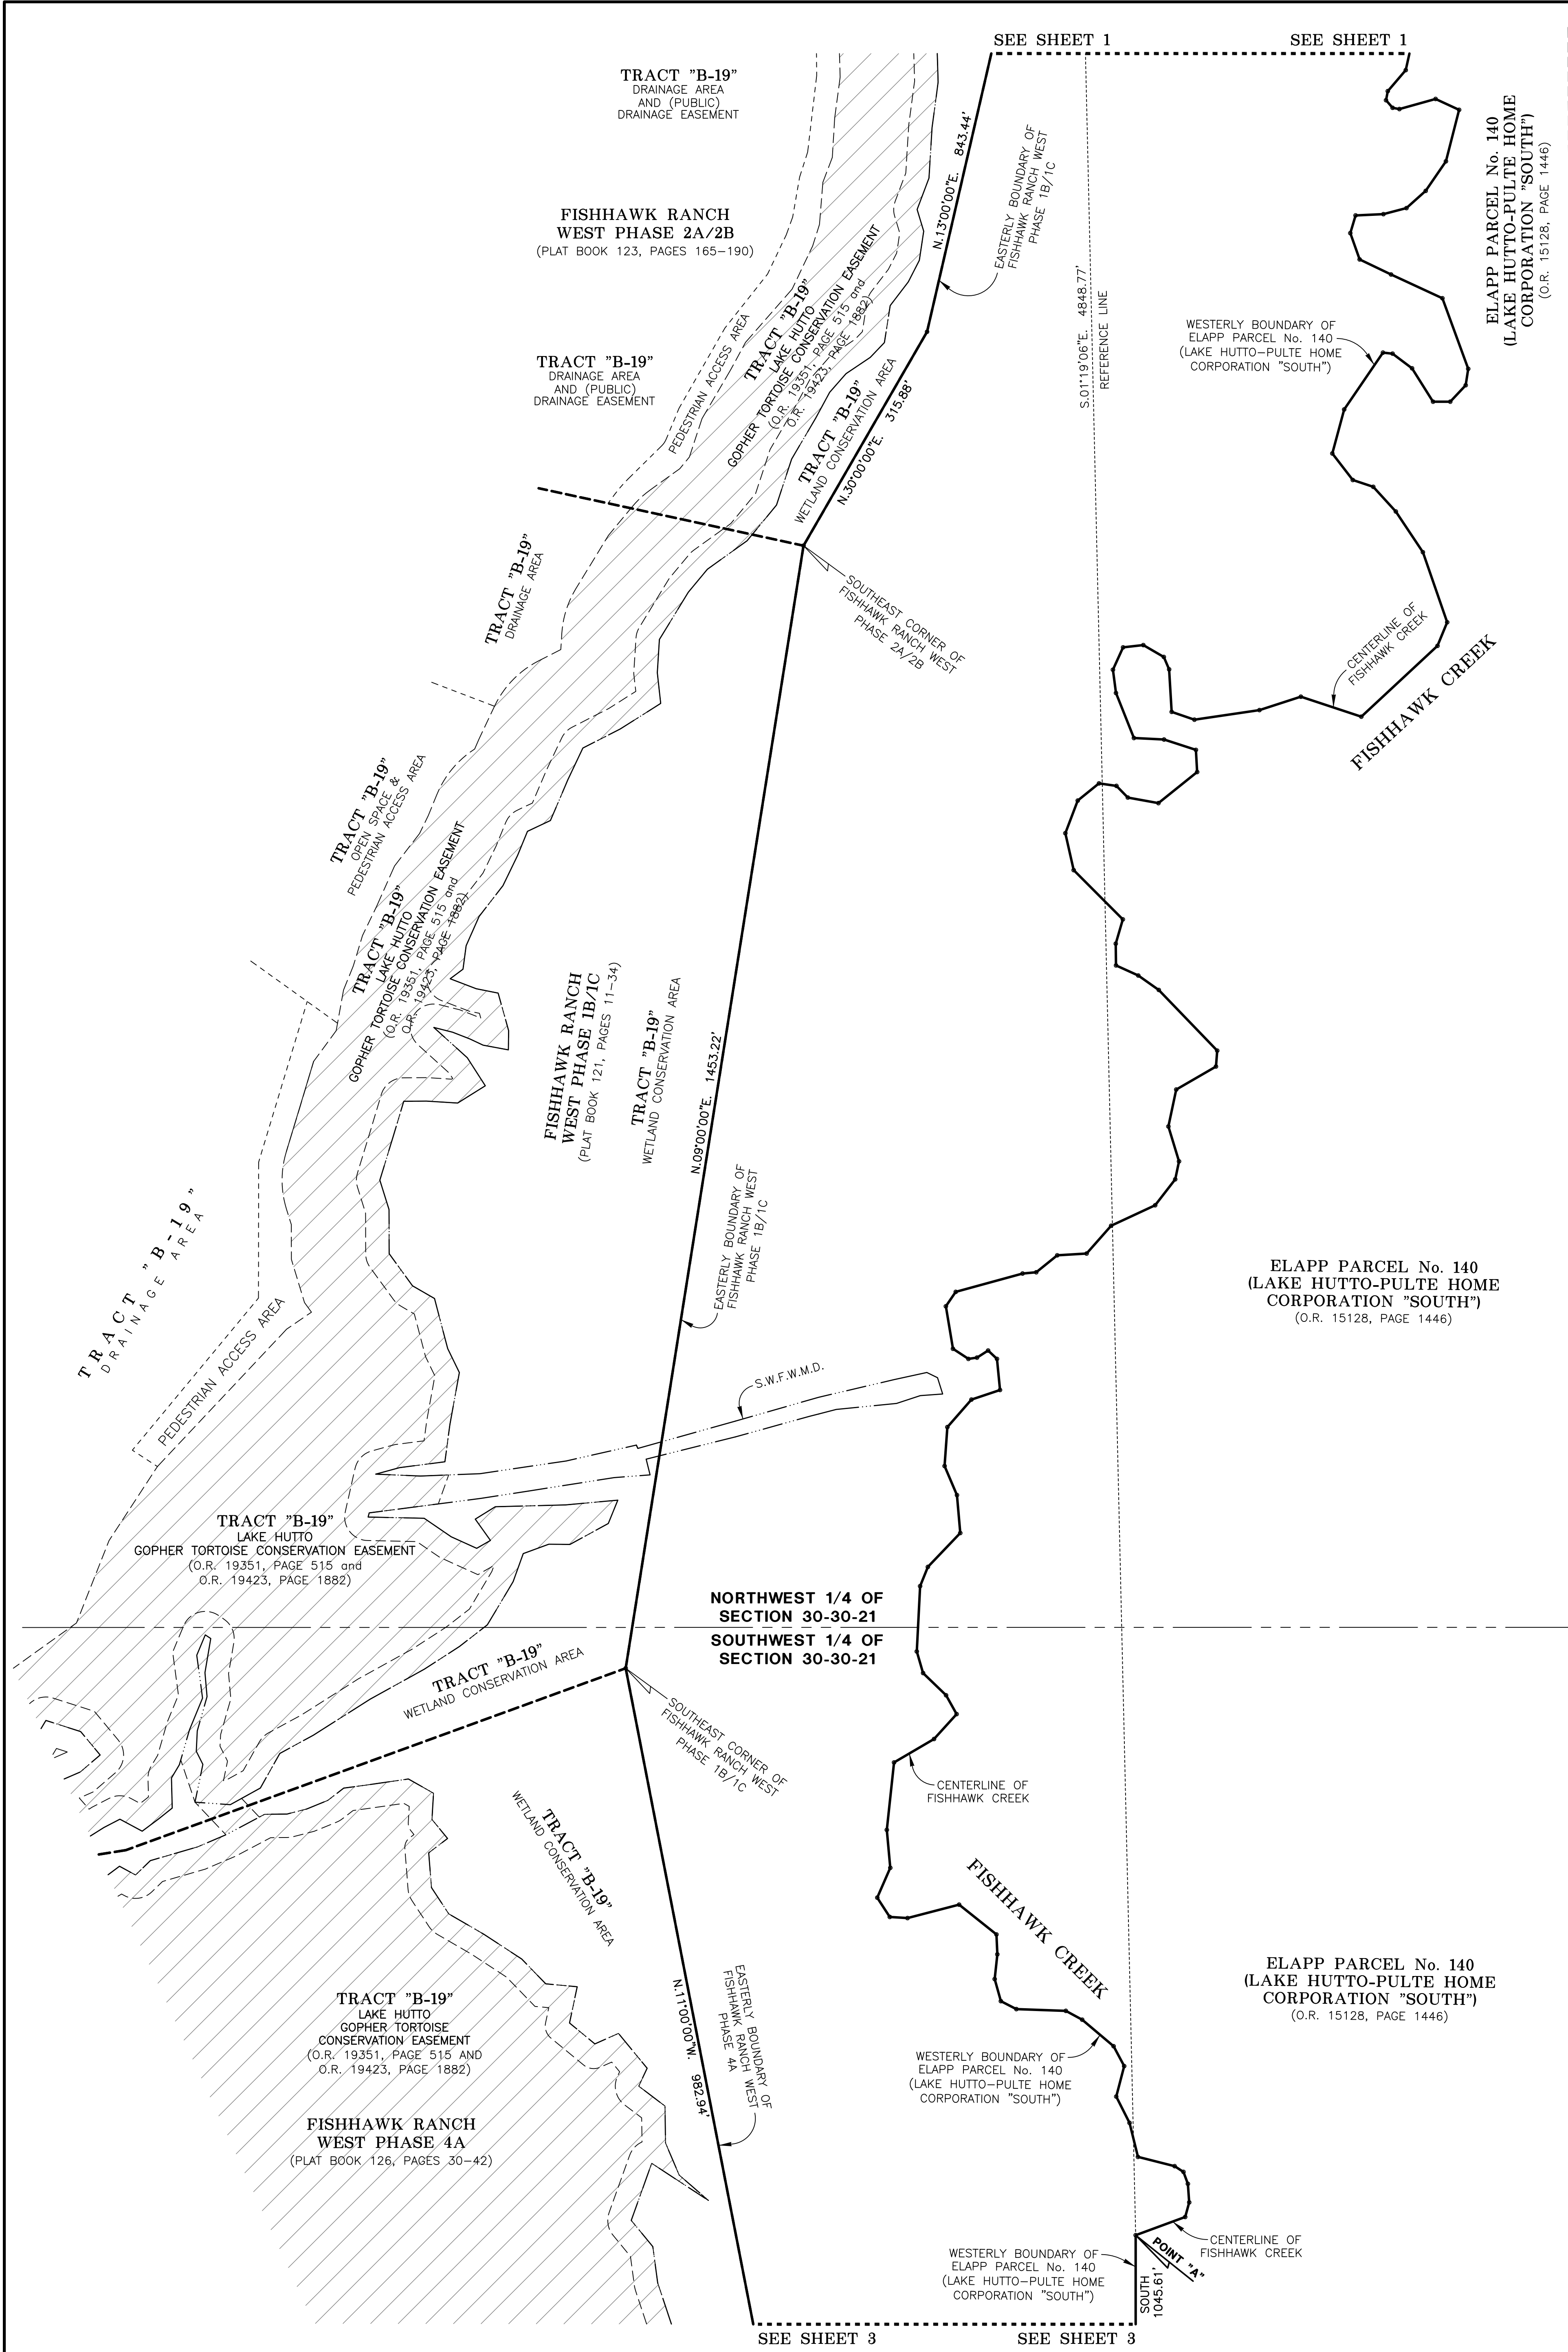 SEE SHEET 1
SEE SHEET 1
TRACT "B-19"
DRAINAGE AREA
AND (PUBLIC)
DRAINAGE EASEMENT
FISHHAWK RANCH
WEST PHASE 2A/2B
(PLAT BOOK 123, PAGES 165-190)
TRACT "B-19"
DRAINAGE AREA
AND (PUBLIC)
DRAINAGE EASEMENT
PEDESTRIAN ACCESS AREA
TRACT "B-19"
LAKE HUTTO
GOPHER TORTOISE CONSERVATION EASEMENT
(O.R. 19351, PAGE 515 and
O.R. 19423, PAGE 1882)
TRACT "B-19"
WETLAND CONSERVATION AREA
N.13°00'00"E. 843.44'
EASTERLY BOUNDARY OF
FISHHAWK RANCH WEST
PHASE 1B/1C
N.30°00'00"E. 315.88'
S.01°19'06"E. 4848.77'
REFERENCE LINE
ELAPP PARCEL No. 140
(LAKE HUTTO-PULTE HOME
CORPORATION "SOUTH")
(O.R. 15128, PAGE 1446)
WESTERLY BOUNDARY OF
ELAPP PARCEL No. 140
(LAKE HUTTO-PULTE HOME
CORPORATION "SOUTH")
SOUTHEAST CORNER OF
FISHHAWK RANCH WEST
PHASE 2A/2B
CENTERLINE OF
FISHHAWK CREEK
FISHHAWK CREEK
TRACT "B-19"
DRAINAGE AREA
TRACT "B-19"
OPEN SPACE &
PEDESTRIAN ACCESS AREA
TRACT "B-19"
LAKE HUTTO
GOPHER TORTOISE CONSERVATION EASEMENT
(O.R. 19351, PAGE 515 and
O.R. 19423, PAGE 1882)
FISHHAWK RANCH
WEST PHASE 1B/1C
(PLAT BOOK 121, PAGES 11-34)
TRACT "B-19"
WETLAND CONSERVATION AREA
N.09°00'00"E. 1453.22'
EASTERLY BOUNDARY OF
FISHHAWK RANCH WEST
PHASE 1B/1C
TRACT "B-19"
DRAINAGE AREA
PEDESTRIAN ACCESS AREA
ELAPP PARCEL No. 140
(LAKE HUTTO-PULTE HOME
CORPORATION "SOUTH")
(O.R. 15128, PAGE 1446)
S.W.F.W.M.D.
TRACT "B-19"
LAKE HUTTO
GOPHER TORTOISE CONSERVATION EASEMENT
(O.R. 19351, PAGE 515 and
O.R. 19423, PAGE 1882)
NORTHWEST 1/4 OF
SECTION 30-30-21
SOUTHWEST 1/4 OF
SECTION 30-30-21
TRACT "B-19"
WETLAND CONSERVATION AREA
SOUTHEAST CORNER OF
FISHHAWK RANCH WEST
PHASE 1B/1C
CENTERLINE OF
FISHHAWK CREEK
TRACT "B-19"
WETLAND CONSERVATION AREA
FISHHAWK CREEK
N.11°00'00"W. 982.94'
EASTERLY BOUNDARY OF
FISHHAWK RANCH WEST
PHASE 4A
ELAPP PARCEL No. 140
(LAKE HUTTO-PULTE HOME
CORPORATION "SOUTH")
(O.R. 15128, PAGE 1446)
TRACT "B-19"
LAKE HUTTO
GOPHER TORTOISE
CONSERVATION EASEMENT
(O.R. 19351, PAGE 515 AND
O.R. 19423, PAGE 1882)
WESTERLY BOUNDARY OF
ELAPP PARCEL No. 140
(LAKE HUTTO-PULTE HOME
CORPORATION "SOUTH")
FISHHAWK RANCH
WEST PHASE 4A
(PLAT BOOK 126, PAGES 30-42)
CENTERLINE OF
FISHHAWK CREEK
POINT "A"
WESTERLY BOUNDARY OF
ELAPP PARCEL No. 140
(LAKE HUTTO-PULTE HOME
CORPORATION "SOUTH")
SOUTH
1045.61'
SEE SHEET 3
SEE SHEET 3